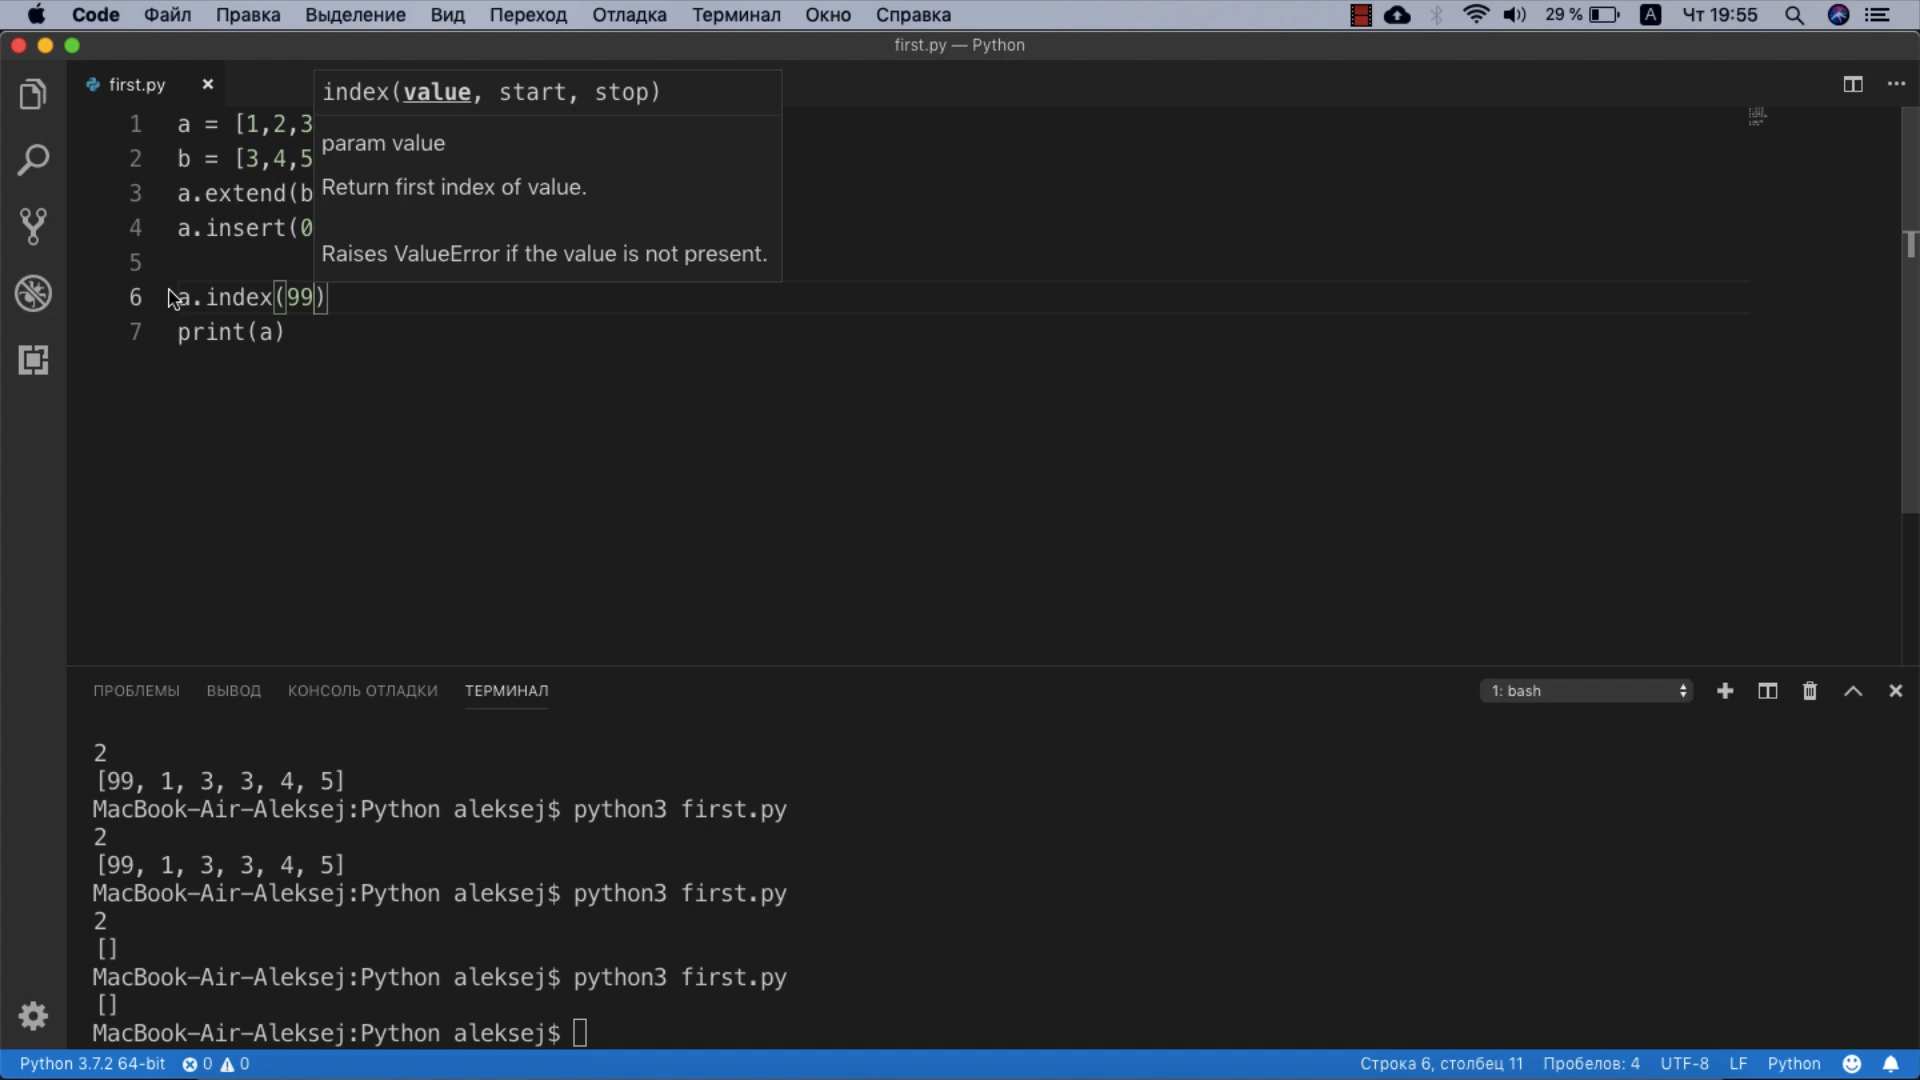 Code Файл Правка Выделение Вид Переход Отладка Терминал Окно Справка 29 % A Чт 19:55
first.py — Python
first.py
index(value, start, stop)
param value
Return first index of value.
Raises ValueError if the value is not present.
1 a = [1,2,3
2 b = [3,4,5
3 a.extend(b
4 a.insert(0
5
6 a.index(99)
7 print(a)
ПРОБЛЕМЫ ВЫВОД КОНСОЛЬ ОТЛАДКИ ТЕРМИНАЛ 1: bash
2
[99, 1, 3, 3, 4, 5]
MacBook-Air-Aleksej:Python aleksej$ python3 first.py
2
[99, 1, 3, 3, 4, 5]
MacBook-Air-Aleksej:Python aleksej$ python3 first.py
2
[]
MacBook-Air-Aleksej:Python aleksej$ python3 first.py
[]
MacBook-Air-Aleksej:Python aleksej$
Python 3.7.2 64-bit 0 0 Строка 6, столбец 11 Пробелов: 4 UTF-8 LF Python